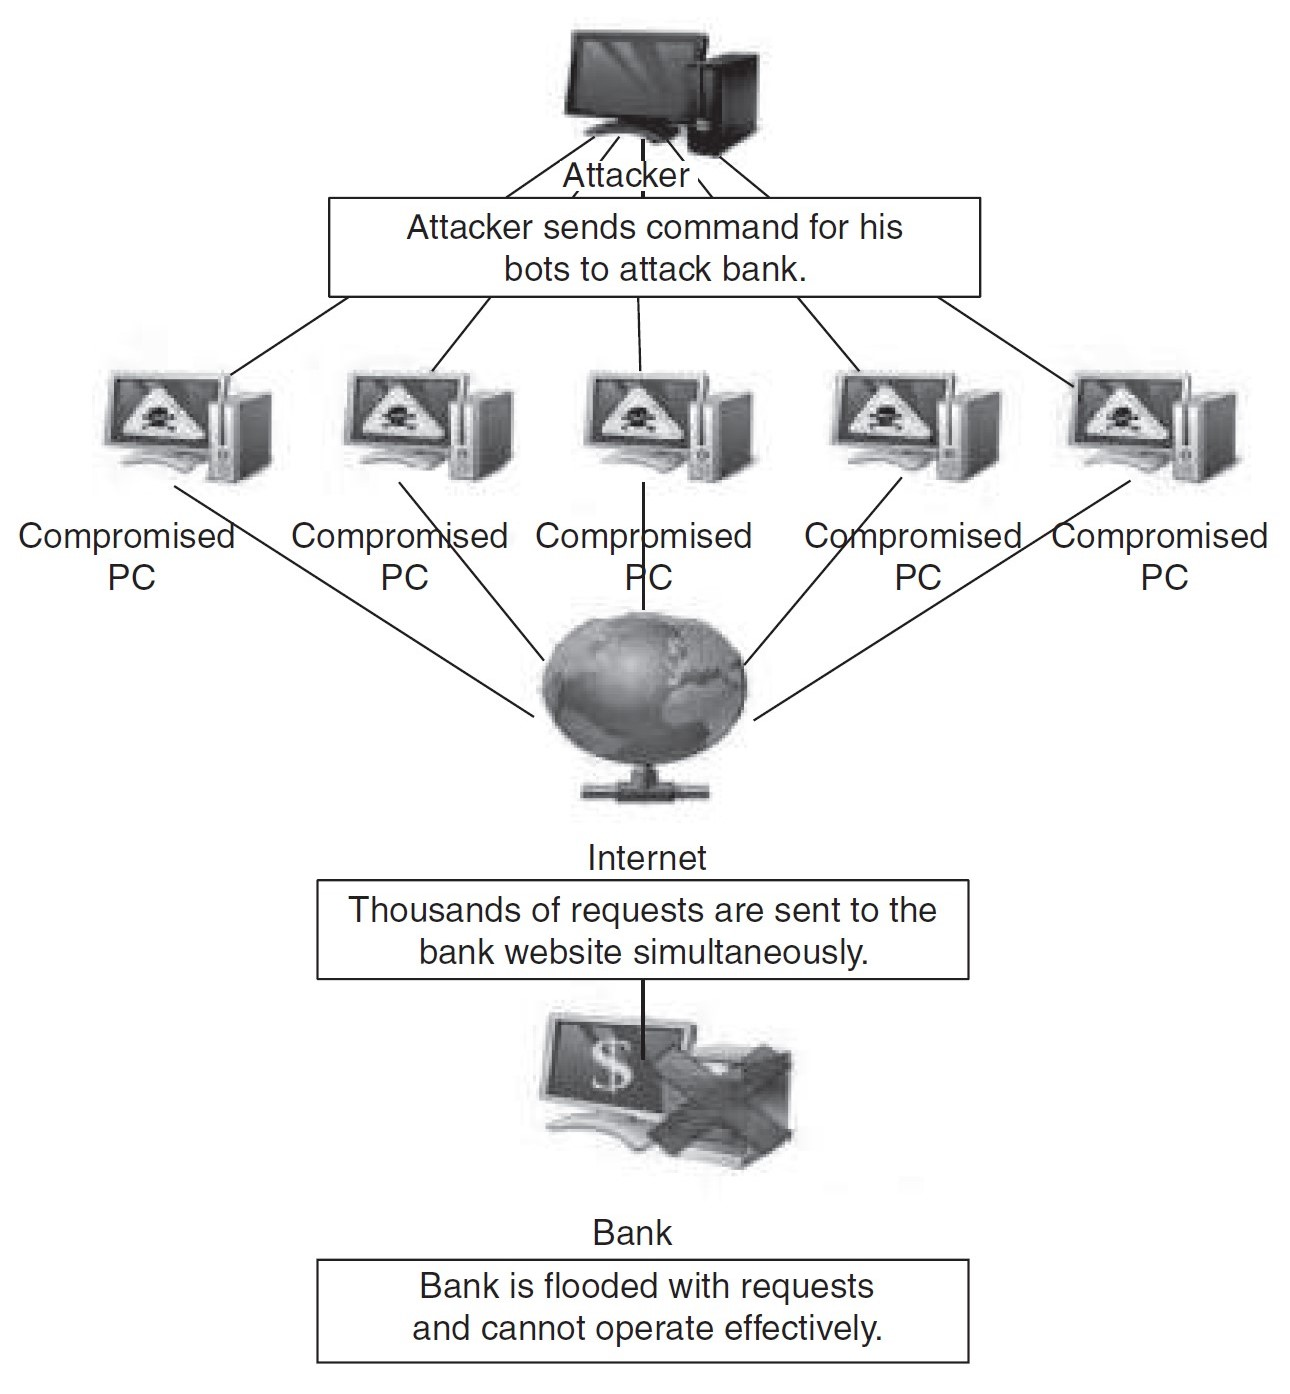 Attacker
Attacker sends command for his
bots to attack bank.
Compromised
PC
Compromised
PC
Compromised
PC
Compromised
PC
Compromised
PC
Internet
Thousands of requests are sent to the
bank website simultaneously.
$
Bank
Bank is flooded with requests
and cannot operate effectively.